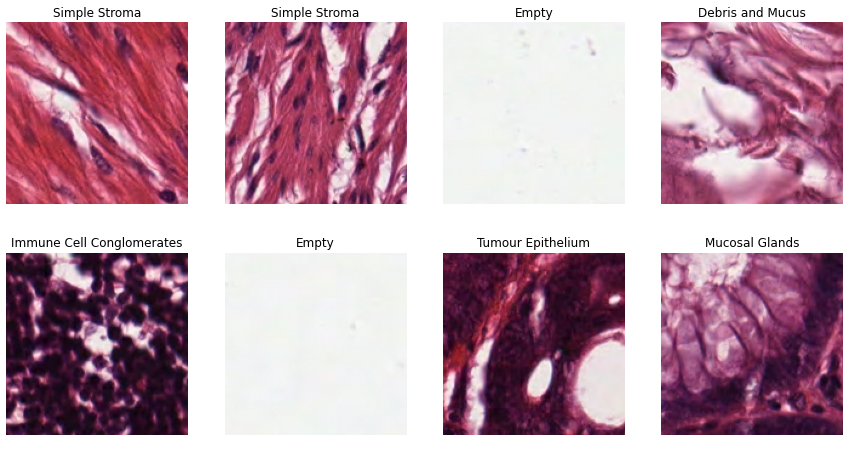 Simple Stroma
Simple Stroma
Empty
Debris and Mucus
Immune Cell Conglomerates
Empty
Tumour Epithelium
Mucosal Glands